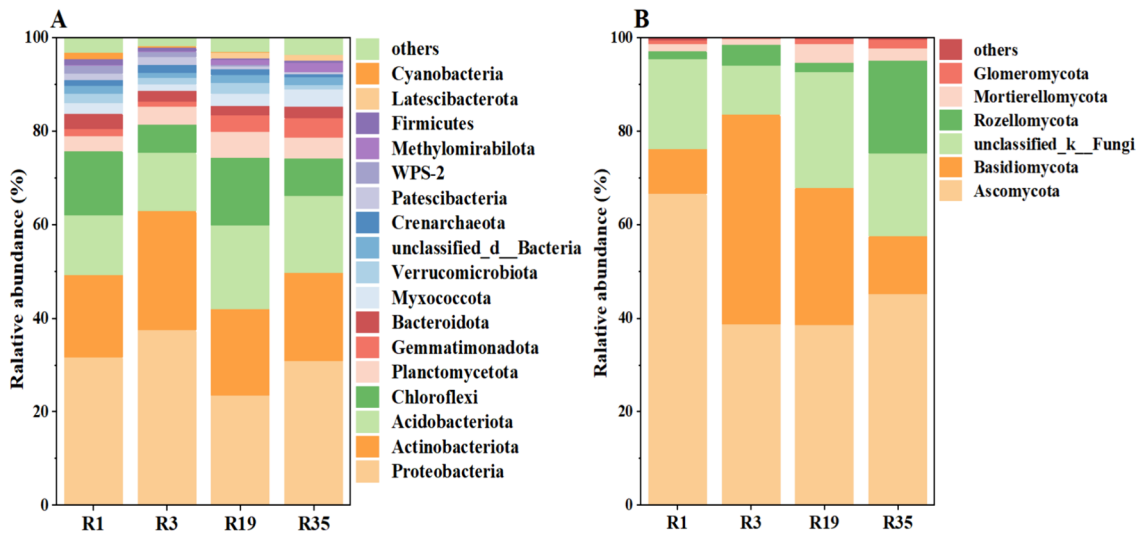 A
Ralative abundance (%)
100
80
60
40
20
0
R1 R3 R19 R35
others
Cyanobacteria
Latescibacterota
Firmicutes
Methylomirabilota
WPS-2
Patescibacteria
Crenarchaeota
unclassified_d__Bacteria
Verrucomicrobiota
Myxococcota
Bacteroidota
Gemmatimonadota
Planctomycetota
Chloroflexi
Acidobacteriota
Actinobacteriota
Proteobacteria
B
Ralative abundance (%)
100
80
60
40
20
0
R1 R3 R19 R35
others
Glomeromycota
Mortierellomycota
Rozellomycota
unclassified_k__Fungi
Basidiomycota
Ascomycota